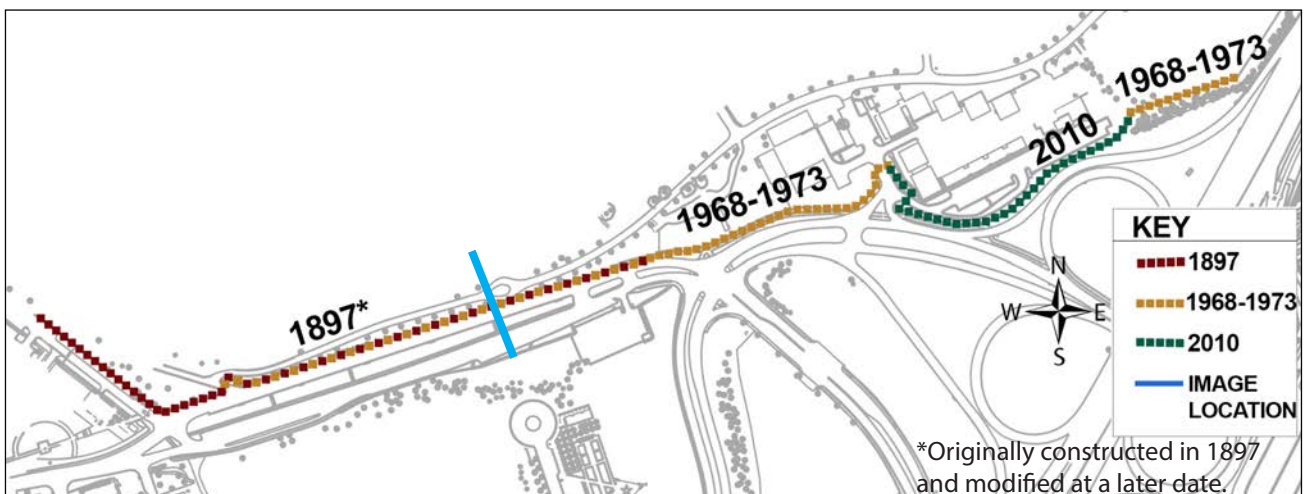 1968-1973
2010
1968-1973
1897*
KEY
1897
1968-1973
2010
IMAGE
LOCATION
N
W
E
S
*Originally constructed in 1897
and modified at a later date.